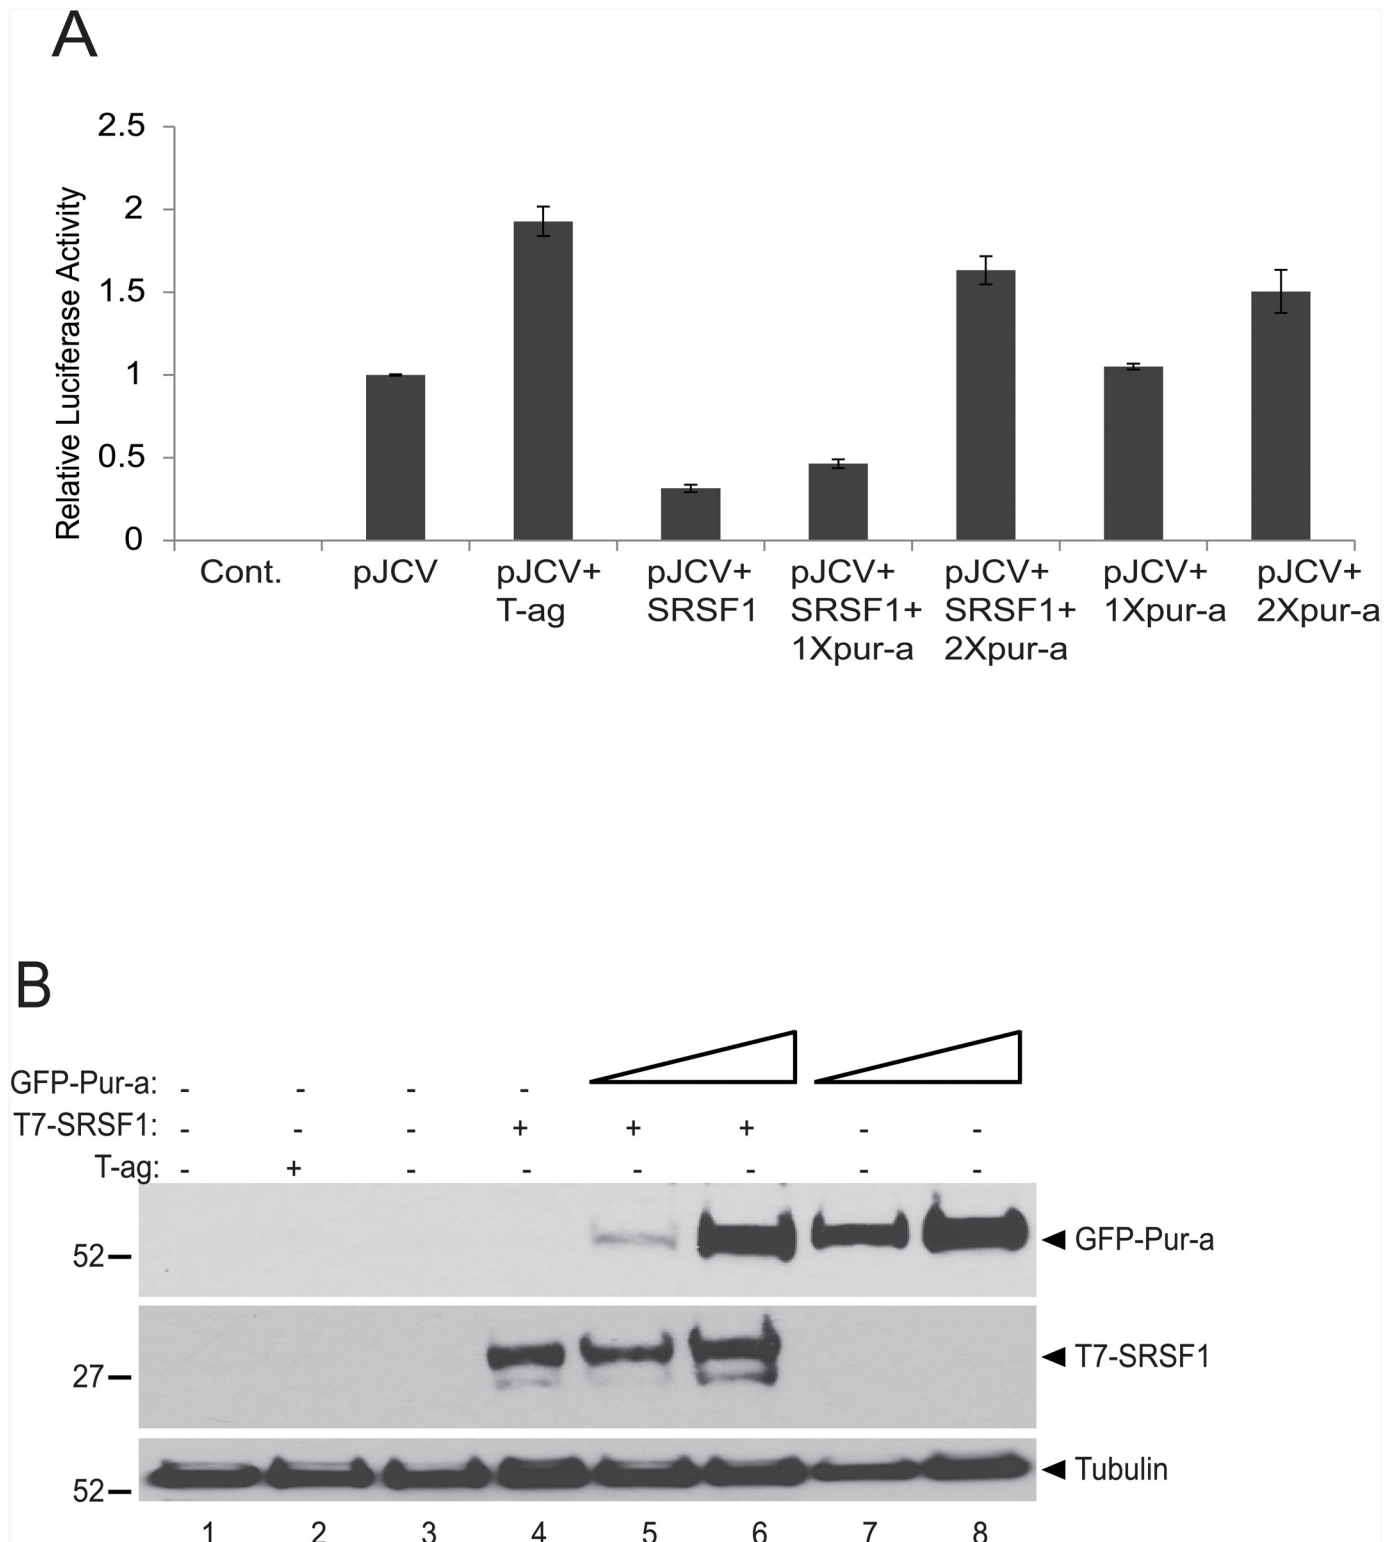 A
2.5
2
1.5
1
0.5
0
Relative Luciferase Activity
Cont.
pJCV
pJCV+
T-ag
pJCV+
SRSF1
pJCV+
SRSF1+
1Xpur-a
pJCV+
SRSF1+
2Xpur-a
pJCV+
1Xpur-a
pJCV+
2Xpur-a
B
GFP-Pur-a: - - - -
T7-SRSF1: - - - + + + - -
T-ag: - + - - - - - -
52
GFP-Pur-a
27
T7-SRSF1
52
Tubulin
1 2 3 4 5 6 7 8